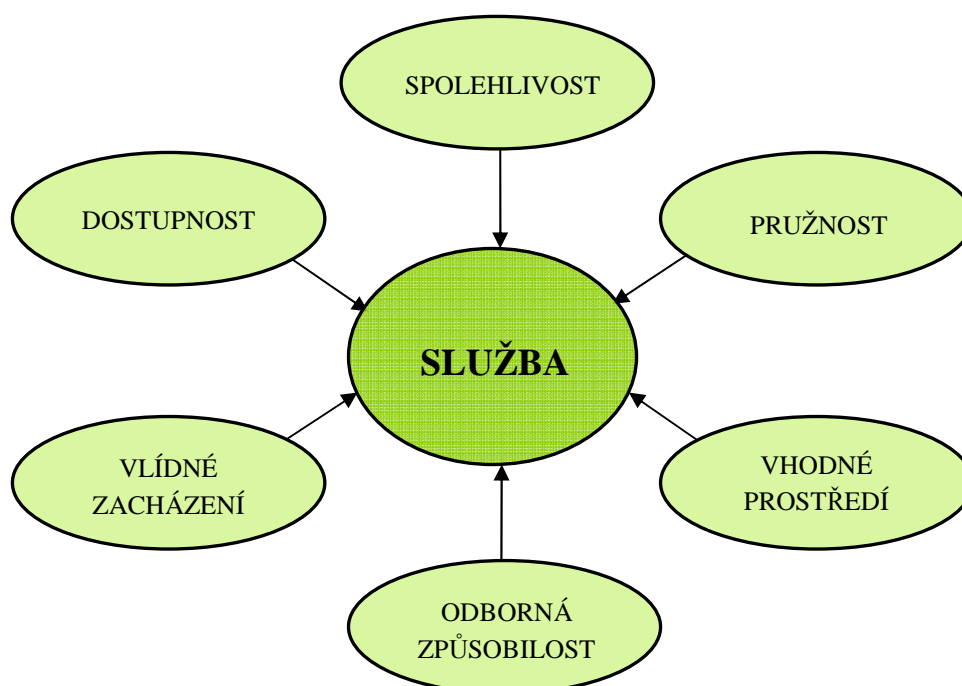 SPOLEHLIVOST
DOSTUPNOST
PRUŽNOST
SLUŽBA
VLÍDNÉ
ZACHÁZENÍ
VHODNÉ
PROSTŘEDÍ
ODBORNÁ
ZPŮSOBILOST